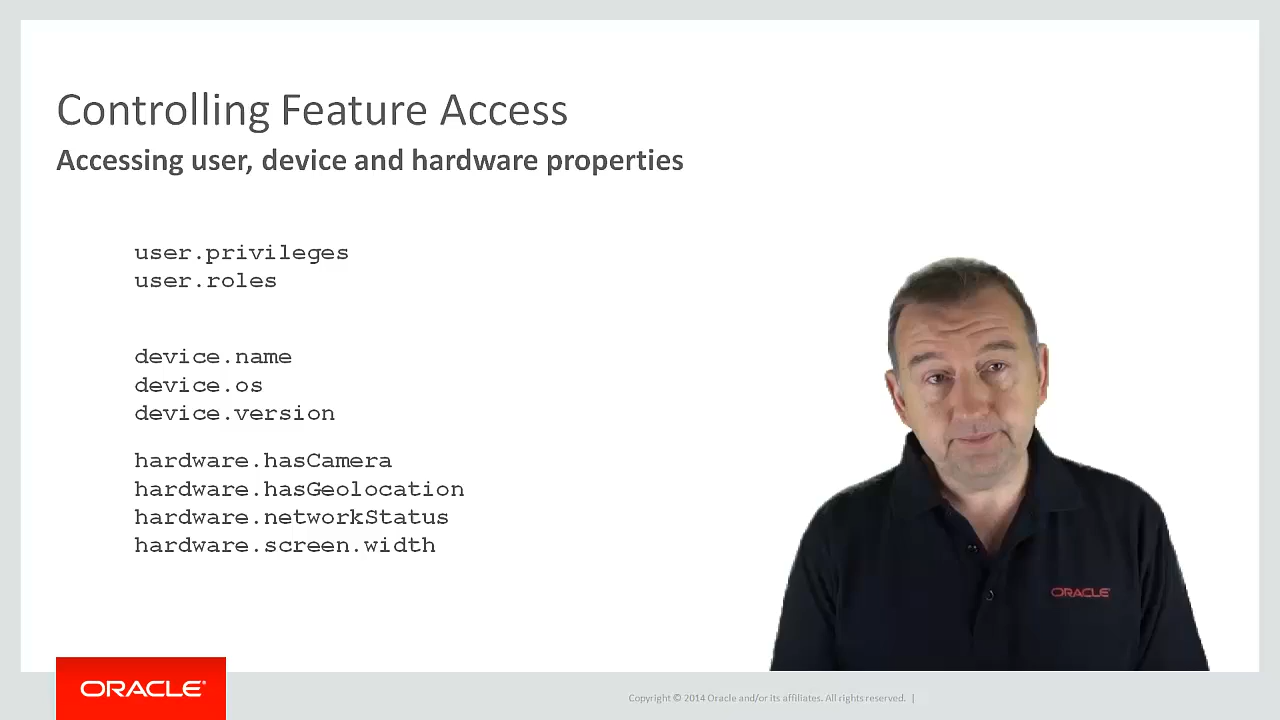 Controlling Feature Access
Accessing user, device and hardware properties
user.privileges
user.roles
device.name
device.os
device.version
hardware.hasCamera
hardware.hasGeolocation
hardware.networkStatus
hardware.screen.width
ORACLE
ORACLE
Copyright © 2014 Oracle and/or its affiliates. All rights reserved. |